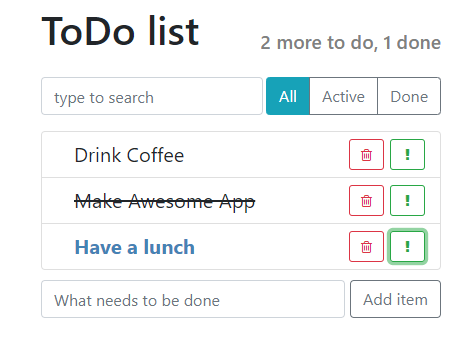 ToDo list
2 more to do, 1 done
type to search
All Active Done
Drink Coffee !
Make Awesome App !
Have a lunch !
What needs to be done Add item